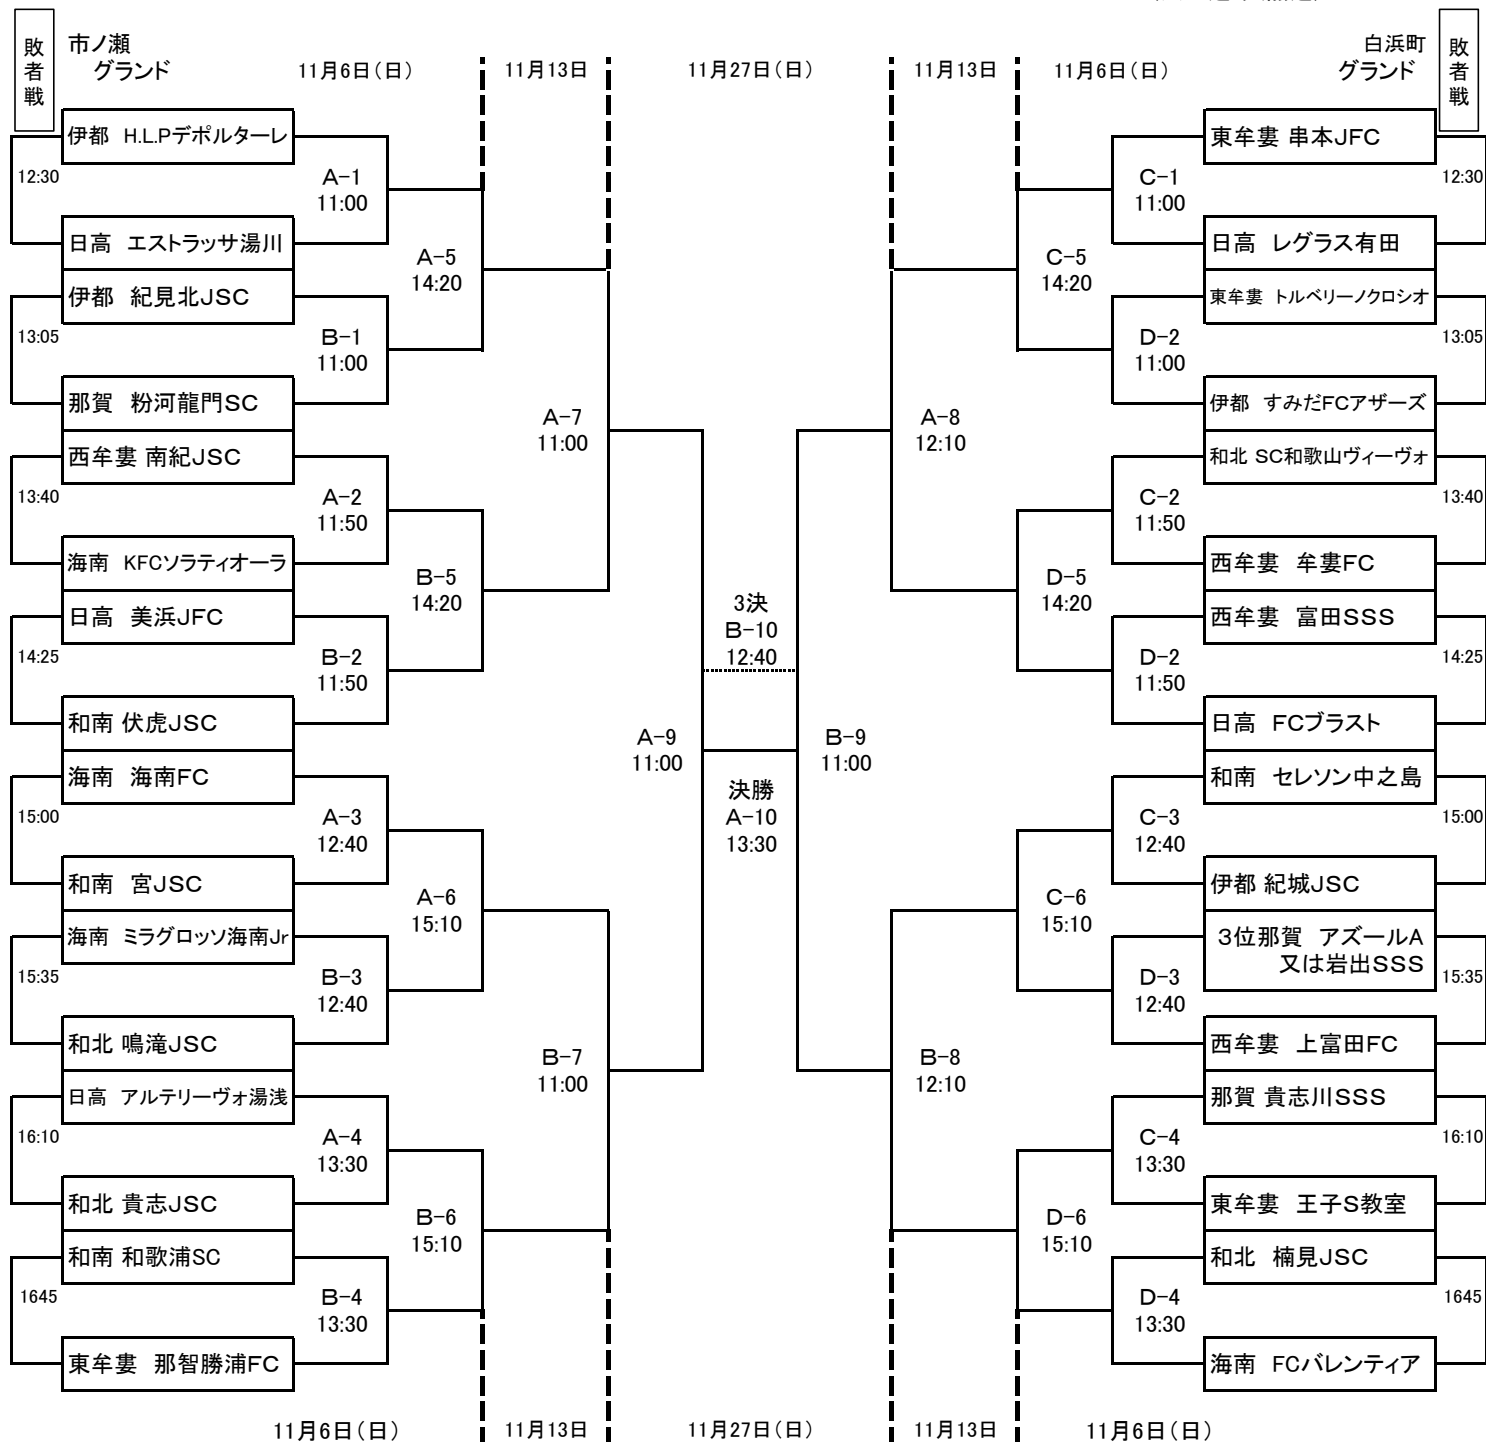 敗者戦
市ノ瀬
グランド
11月6日(日)
11月13日
11月27日(日)
11月13日
11月6日(日)
白浜町
グランド
敗者戦
伊都 H.L.Pデポルターレ
12:30
A-1
11:00
日高 エストラッサ湯川
A-5
14:20
伊都 紀見北JSC
13:05
B-1
11:00
那賀 粉河龍門SC
A-7
11:00
西牟婁 南紀JSC
13:40
A-2
11:50
海南 KFCソラティオーラ
B-5
14:20
日高 美浜JFC
14:25
B-2
11:50
和南 伏虎JSC
A-9
11:00
海南 海南FC
15:00
A-3
12:40
和南 宮JSC
A-6
15:10
海南 ミラグロッソ海南Jr
15:35
B-3
12:40
和北 鳴滝JSC
B-7
11:00
日高 アルテリーヴォ湯浅
16:10
A-4
13:30
和北 貴志JSC
B-6
15:10
和南 和歌浦SC
1645
B-4
13:30
東牟婁 那智勝浦FC
3決
B-10
12:40
決勝
A-10
13:30
東牟婁 串本JFC
C-1
11:00
12:30
日高 レグラス有田
C-5
14:20
東牟婁 トルベリーノクロシオ
D-2
11:00
13:05
伊都 すみだFCアザーズ
A-8
12:10
和北 SC和歌山ヴィーヴォ
C-2
11:50
13:40
西牟婁 牟婁FC
D-5
14:20
西牟婁 富田SSS
D-2
11:50
14:25
日高 FCブラスト
B-9
11:00
和南 セレソン中之島
C-3
12:40
15:00
伊都 紀城JSC
C-6
15:10
3位那賀 アズールA
又は岩出SSS
D-3
12:40
15:35
西牟婁 上富田FC
B-8
12:10
那賀 貴志川SSS
C-4
13:30
16:10
東牟婁 王子S教室
D-6
15:10
和北 楠見JSC
D-4
13:30
1645
海南 FCバレンティア
11月6日(日)
11月13日
11月27日(日)
11月13日
11月6日(日)